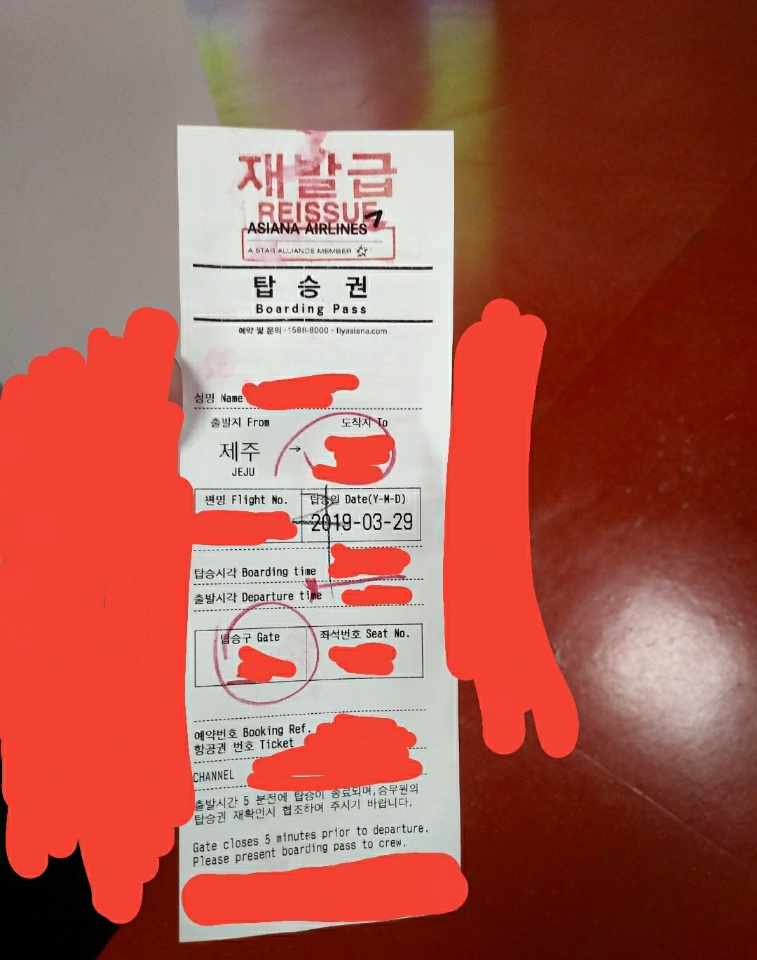 재발급
REISSUE
ASIANA AIRLINES
A STAR ALLIANCE MEMBER
탑 승 권
Boarding Pass
예약 및 문의 · 1588-8000 · flyasiana.com
성명 Name
출발지 From 도착지 To
제주 →
JEJU
편명 Flight No. 탑승일 Date(Y-M-D)
2019-03-29
탑승시각 Boarding time
출발시각 Departure time
탑승구 Gate 좌석번호 Seat No.
예약번호 Booking Ref.
항공권 번호 Ticket
CHANNEL
출발시간 5 분전에 탑승이 종료되며,승무원의
탑승권 재확인시 협조하여 주시기 바랍니다.
Gate closes 5 minutes prior to departure.
Please present boarding pass to crew.